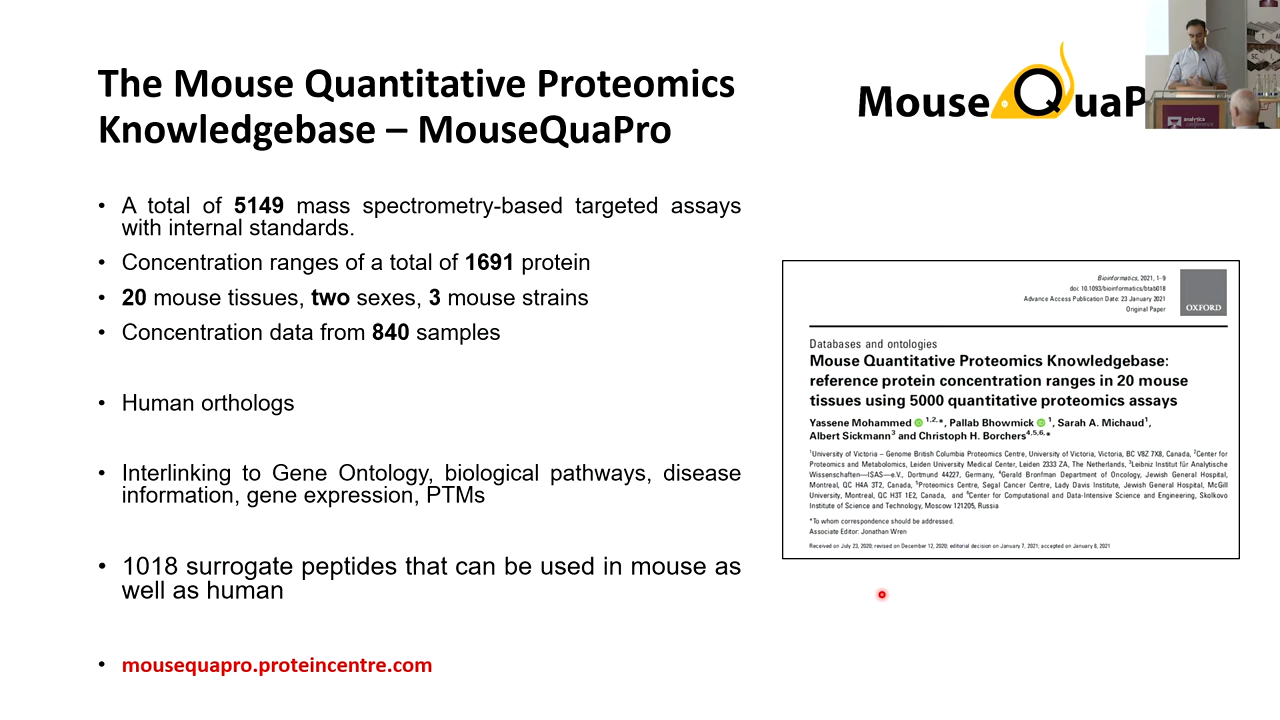 The Mouse Quantitative Proteomics
Knowledgebase – MouseQuaPro
MouseQuaP
analytica
conference
• A total of 5149 mass spectrometry-based targeted assays
with internal standards.
• Concentration ranges of a total of 1691 protein
• 20 mouse tissues, two sexes, 3 mouse strains
• Concentration data from 840 samples
• Human orthologs
• Interlinking to Gene Ontology, biological pathways, disease
information, gene expression, PTMs
• 1018 surrogate peptides that can be used in mouse as
well as human
• mousequapro.proteincentre.com
Bioinformatics, 2021, 1–9
doi: 10.1093/bioinformatics/btab018
Advance Access Publication Date: 23 January 2021
Original Paper
OXFORD
Databases and ontologies
Mouse Quantitative Proteomics Knowledgebase:
reference protein concentration ranges in 20 mouse
tissues using 5000 quantitative proteomics assays
Yassene Mohammed 1,2,*, Pallab Bhowmick 1, Sarah A. Michaud1,
Albert Sickmann3 and Christoph H. Borchers4,5,6,*
1University of Victoria – Genome British Columbia Proteomics Centre, University of Victoria, Victoria, BC V8Z 7X8, Canada, 2Center for
Proteomics and Metabolomics, Leiden University Medical Center, Leiden 2333 ZA, The Netherlands, 3Leibniz Institut für Analytische
Wissenschaften—ISAS—e.V., Dortmund 44227, Germany, 4Gerald Bronfman Department of Oncology, Jewish General Hospital,
Montreal, QC H4A 3T2, Canada, 5Proteomics Centre, Segal Cancer Centre, Lady Davis Institute, Jewish General Hospital, McGill
University, Montreal, QC H3T 1E2, Canada, and 6Center for Computational and Data-Intensive Science and Engineering, Skolkovo
Institute of Science and Technology, Moscow 121205, Russia
*To whom correspondence should be addressed.
Associate Editor: Jonathan Wren
Received on July 23, 2020; revised on December 12, 2020; editorial decision on January 7, 2021; accepted on January 8, 2021